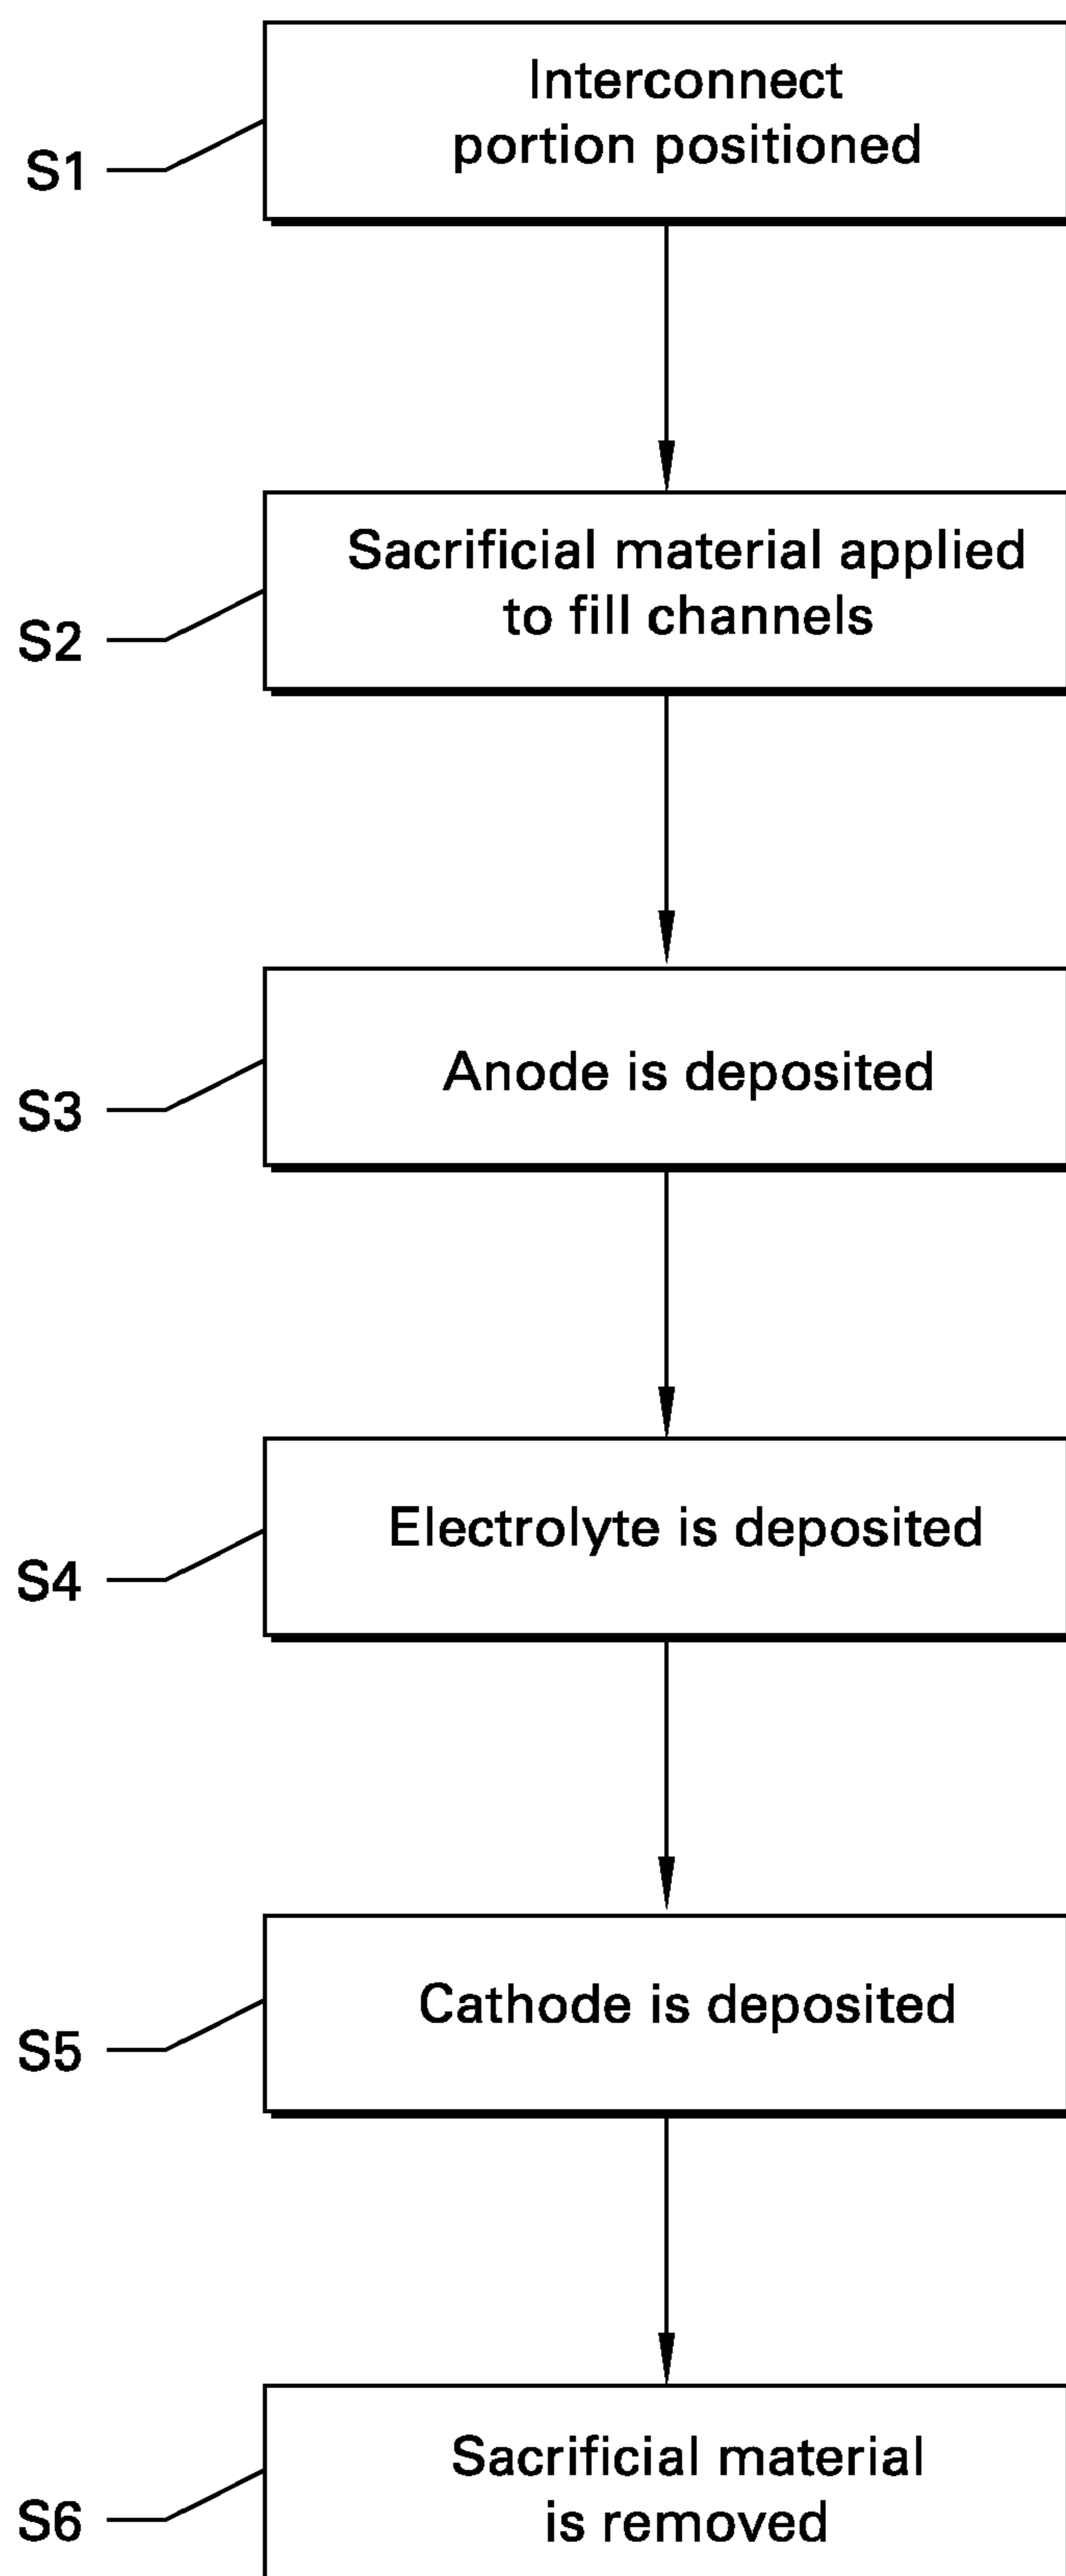 S1
Interconnect
portion positioned
S2
Sacrificial material applied
to fill channels
S3
Anode is deposited
S4
Electrolyte is deposited
S5
Cathode is deposited
S6
Sacrificial material
is removed